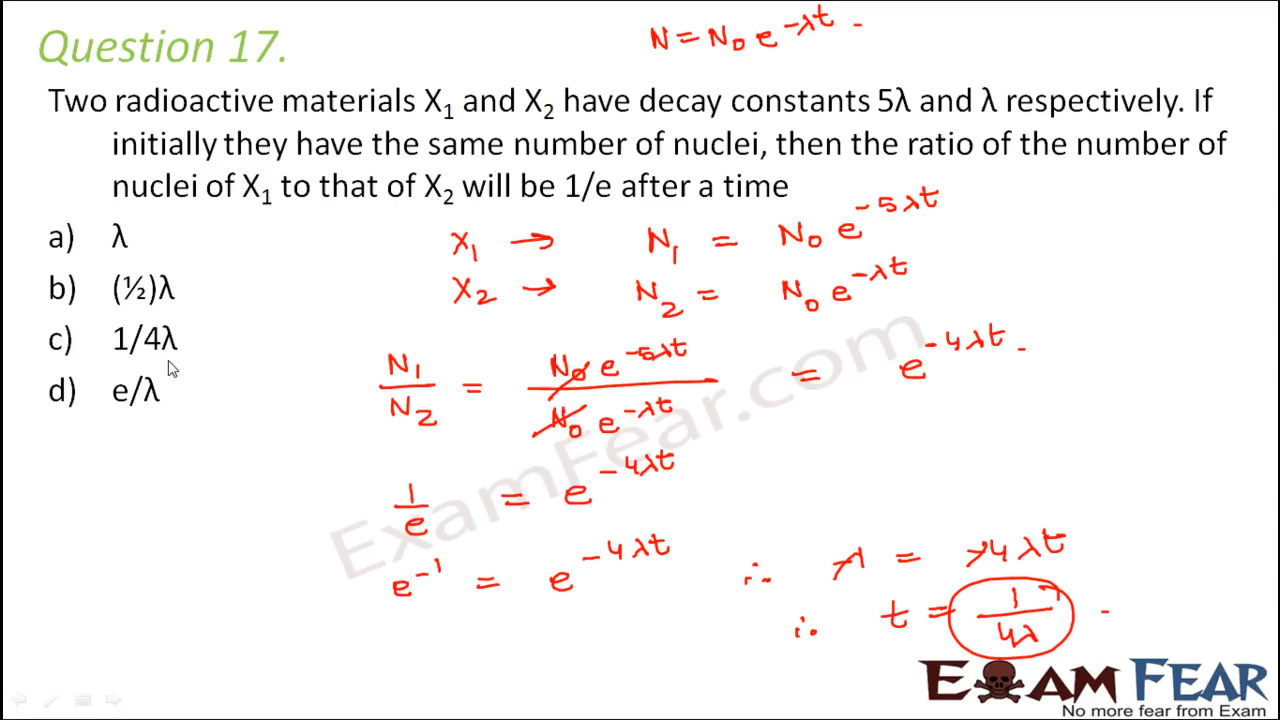 Question 17.
N = N₀ e^(-λt)
Two radioactive materials X₁ and X₂ have decay constants 5λ and λ respectively. If
initially they have the same number of nuclei, then the ratio of the number of
nuclei of X₁ to that of X₂ will be 1/e after a time
a) λ
b) (½)λ
c) 1/4λ
d) e/λ
X₁ → N₁ = N₀ e^(-5λt)
X₂ → N₂ = N₀ e^(-λt)
N₁/N₂ = N₀ e^(-5λt) / N₀ e^(-λt) = e^(-4λt)
1/e = e^(-4λt)
e^(-1) = e^(-4λt) ∴ -1 = -4λt
∴ t = 1/4λ
ExamFear.com
EXAM FEAR
No more fear from Exam